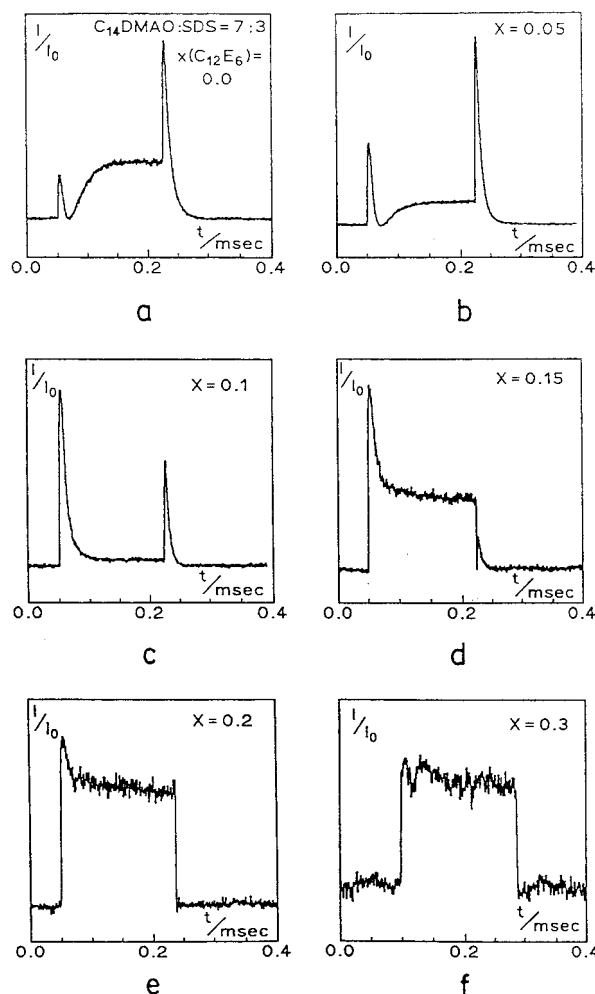 I/I₀
C₁₄DMAO:SDS = 7:3
x(C₁₂E₆)=
0.0
t/msec
0.0 0.2 0.4
a
I/I₀
X = 0.05
t/msec
0.0 0.2 0.4
b
I/I₀
X = 0.1
t/msec
0.0 0.2 0.4
c
I/I₀
X = 0.15
t/msec
0.0 0.2 0.4
d
I/I₀
X = 0.2
t/msec
0.0 0.2 0.4
e
I/I₀
X = 0.3
t/msec
0.0 0.2 0.4
f